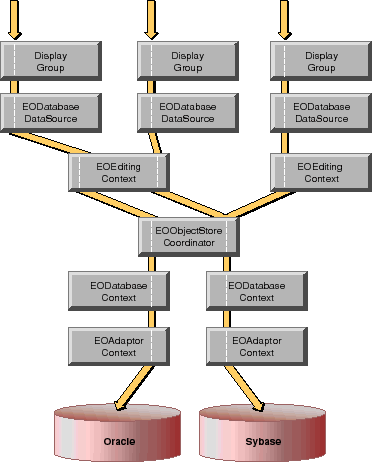 Display
Group
Display
Group
Display
Group
EODatabase
DataSource
EODatabase
DataSource
EODatabase
DataSource
EOEditing
Context
EOEditing
Context
EOObjectStore
Coordinator
EODatabase
Context
EODatabase
Context
EOAdaptor
Context
EOAdaptor
Context
Oracle
Sybase